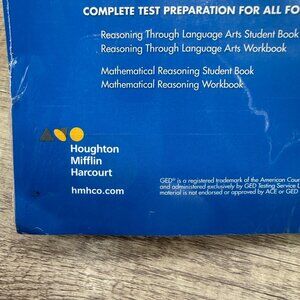 COMPLETE TEST PREPARATION FOR ALL FO
Reasoning Through Language Arts Student Book
Reasoning Through Language Arts Workbook
Mathematical Reasoning Student Book
Mathematical Reasoning Workbook
Houghton
Mifflin
Harcourt
hmhco.com
GED® is a registered trademark of the American Coun
and administered exclusively by GED Testing Service L
material is not endorsed or approved by ACE or GED